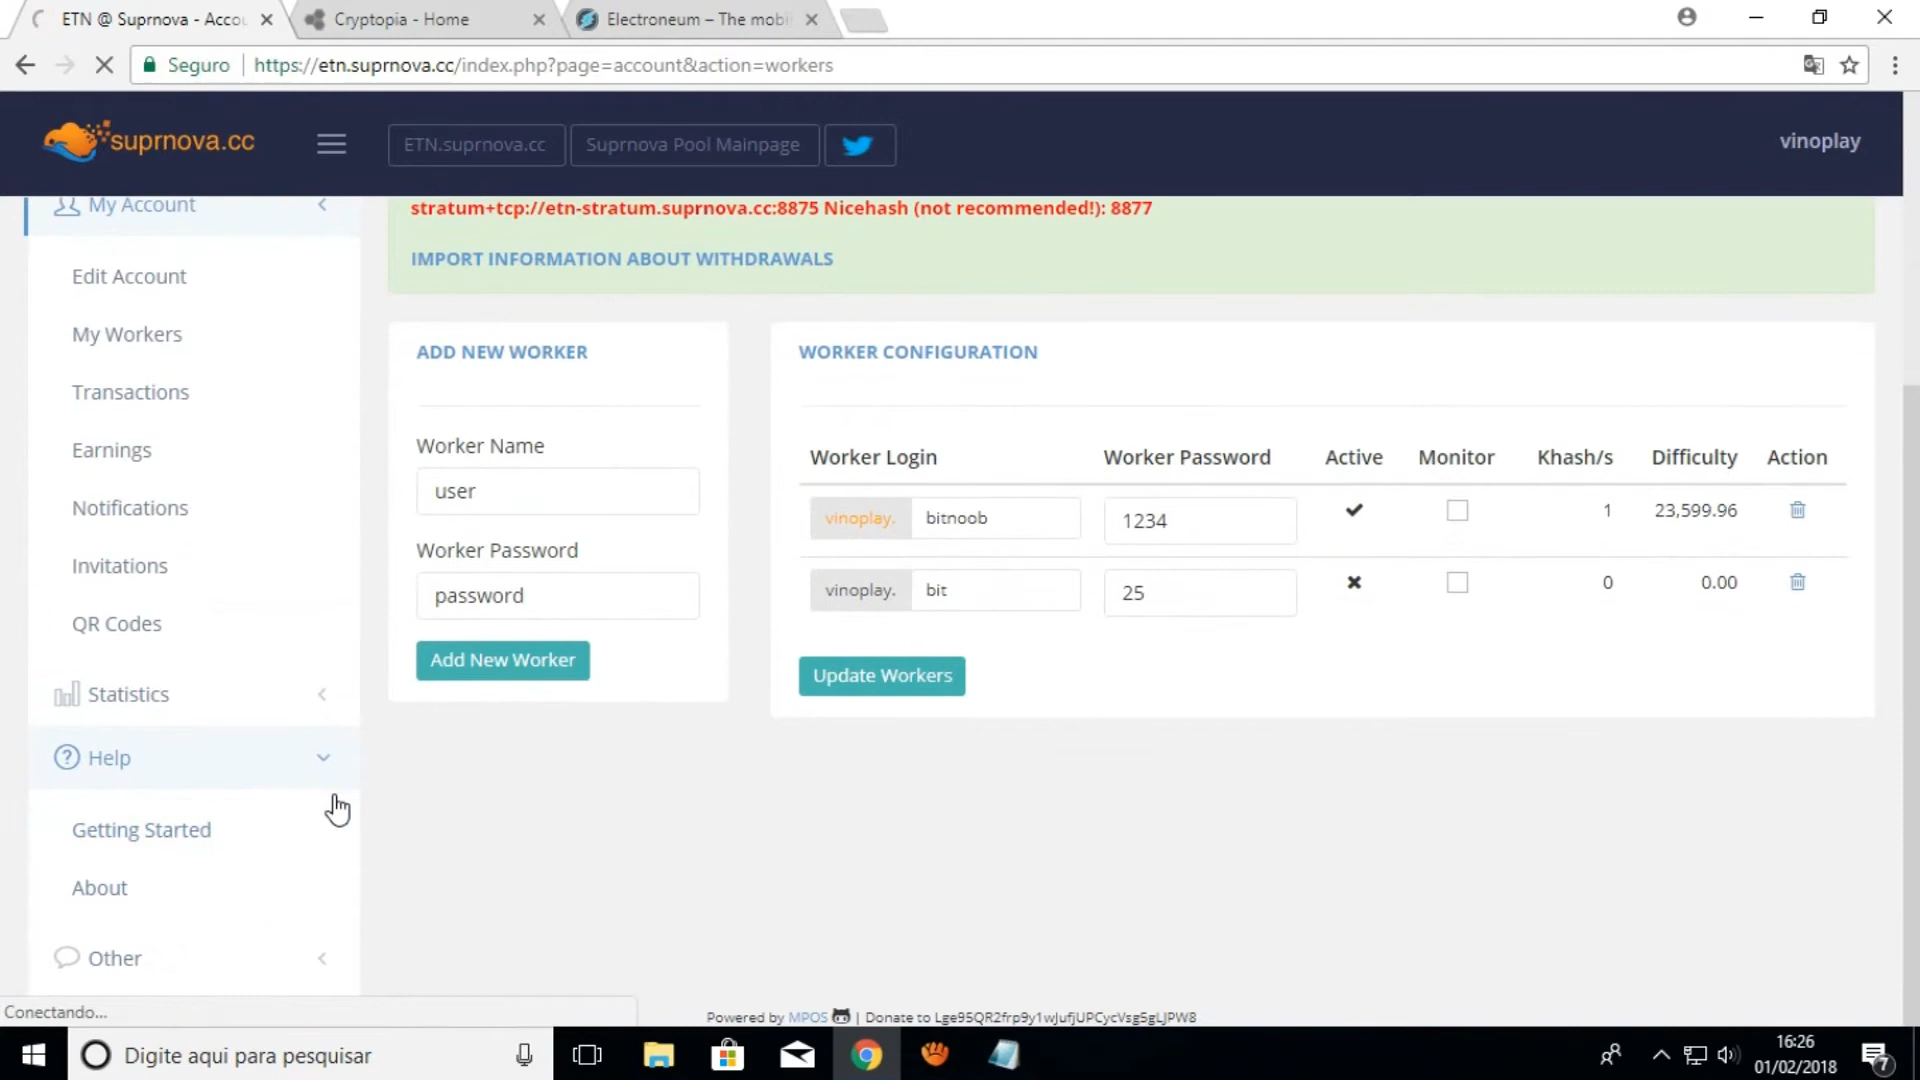 ETN @ Suprnova - Accou
Cryptopia - Home
Electroneum – The mobi
Seguro
https://etn.suprnova.cc/index.php?page=account&action=workers
suprnova.cc
ETN.suprnova.cc
Suprnova Pool Mainpage
vinoplay
My Account
stratum+tcp://etn-stratum.suprnova.cc:8875 Nicehash (not recommended!): 8877
IMPORT INFORMATION ABOUT WITHDRAWALS
Edit Account
My Workers
Transactions
Earnings
Notifications
Invitations
QR Codes
Statistics
Help
Getting Started
About
Other
ADD NEW WORKER
Worker Name
user
Worker Password
password
Add New Worker
WORKER CONFIGURATION
Worker Login Worker Password Active Monitor Khash/s Difficulty Action
vinoplay. bitnoob 1234 1 23,599.96
vinoplay. bit 25 0 0.00
Update Workers
Conectando...
Powered by MPOS | Donate to Lge95QR2frp9y1wJufjUPCycVsg5gLJPW8
Digite aqui para pesquisar
16:26
01/02/2018
7